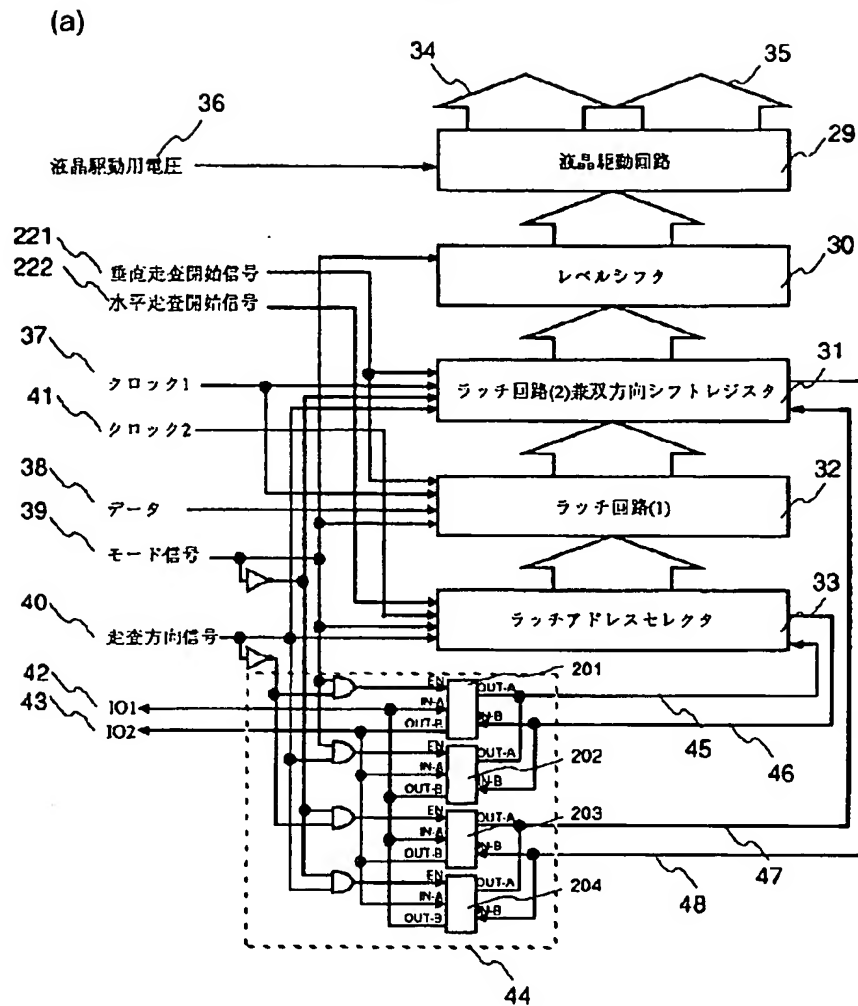 (a)
34
35
36
液晶駆動用電圧
液晶駆動回路
29
221
222
垂直走査開始信号
水平走査開始信号
レベルシフタ
30
37
クロック1
ラッチ回路(2)兼双方向シフトレジスタ
31
41
クロック2
38
データ
ラッチ回路(1)
32
39
モード信号
40
走査方向信号
ラッチアドレスセレクタ
33
42
IO1
43
IO2
EN
201
OUT-A
IN-A
OUT-B
IN-B
45
46
EN
202
OUT-A
IN-A
OUT-B
IN-B
EN
203
OUT-A
IN-A
OUT-B
IN-B
47
48
EN
204
OUT-A
IN-A
OUT-B
IN-B
44